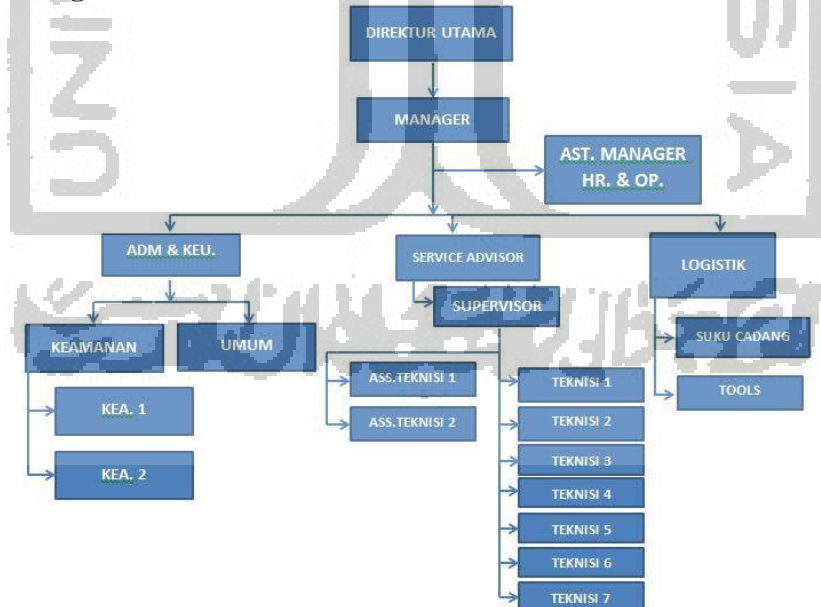 DIREKTUR UTAMA
MANAGER
AST. MANAGER
HR. & OP.
ADM & KEU.
SERVICE ADVISOR
LOGISTIK
SUPERVISOR
KEAMANAN
UMUM
SUKU CADANG
ASS.TEKNISI 1
TEKNISI 1
TOOLS
KEA. 1
ASS.TEKNISI 2
TEKNISI 2
TEKNISI 3
KEA. 2
TEKNISI 4
TEKNISI 5
TEKNISI 6
TEKNISI 7